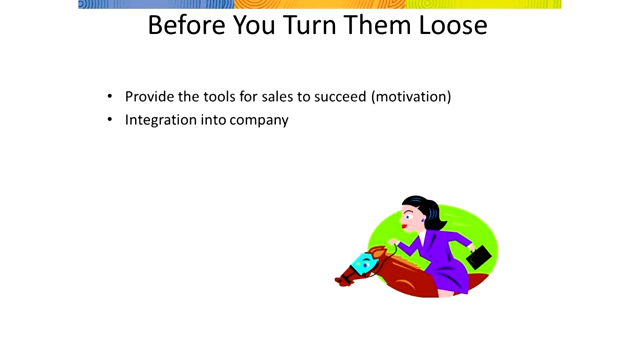 Before You Turn Them Loose
• Provide the tools for sales to succeed (motivation)
• Integration into company